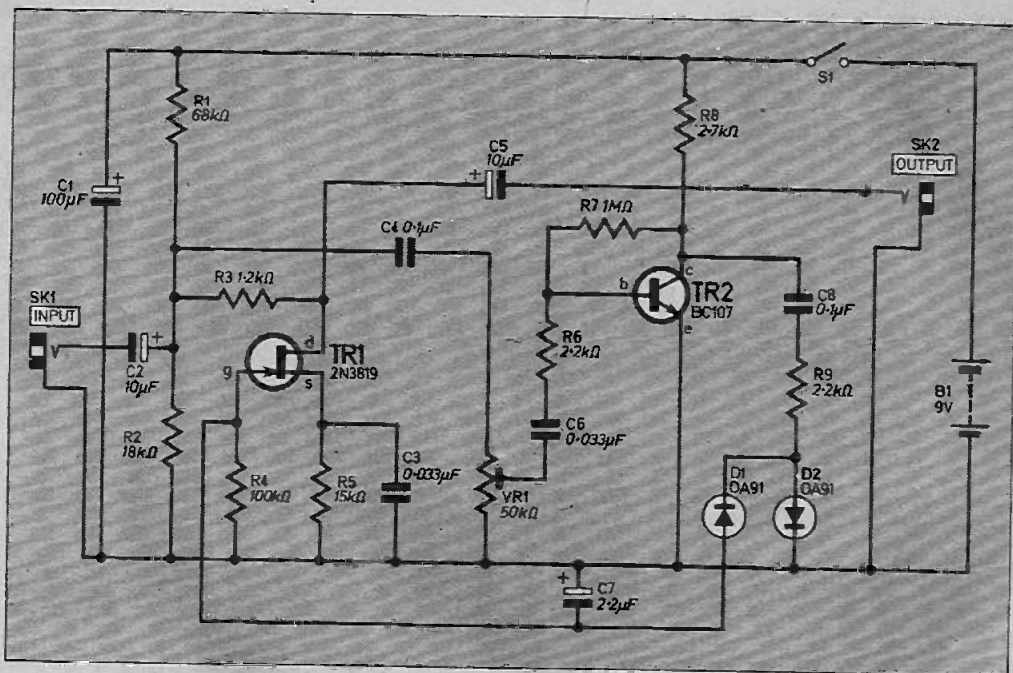 R1
68kΩ
C1
100µF
+
C5
10µF
+
R8
2·7kΩ
S1
SK2
OUTPUT
R7 1MΩ
C4 0·1µF
R3 1·2kΩ
SK1
INPUT
C2
10µF
+
d
g
s
TR1
2N3819
b
c
e
TR2
BC107
C8
0·1µF
R6
2·2kΩ
R9
2·2kΩ
B1
9V
R2
18kΩ
R4
100kΩ
R5
15kΩ
C3
0·033µF
C6
0·033µF
VR1
50kΩ
D1
OA91
D2
OA91
+
C7
2·2µF